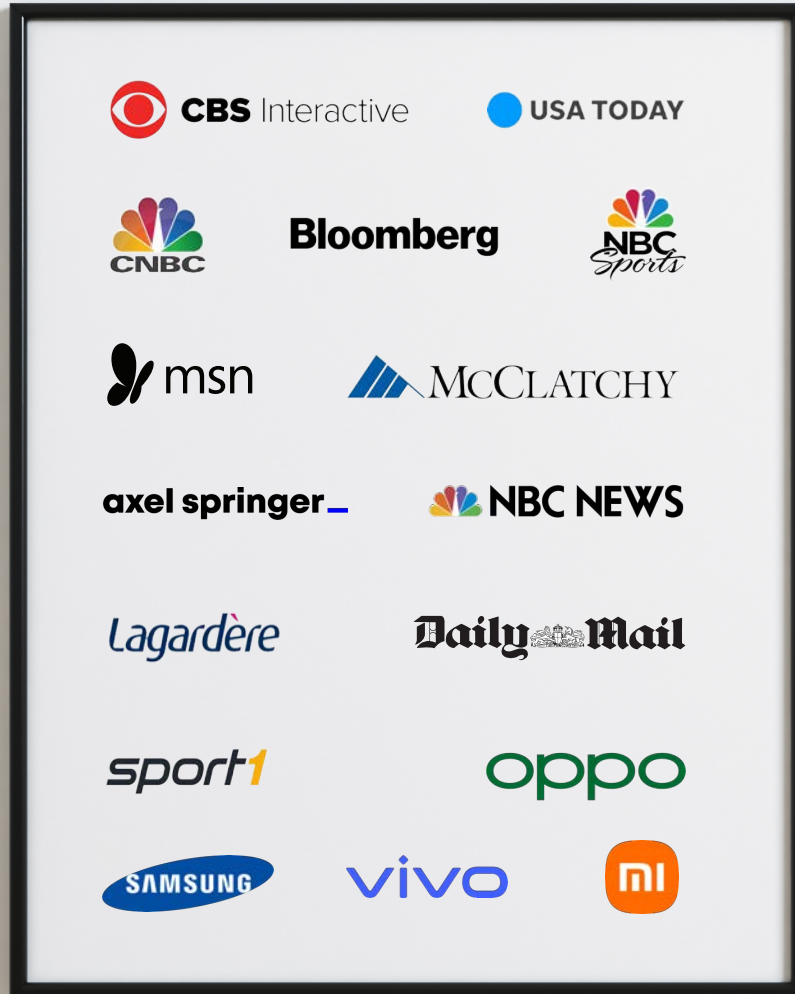 CBS Interactive
USA TODAY
CNBC
Bloomberg
NBC
Sports
msn
McClatchy
axel springer_
NBC NEWS
Lagardère
Daily Mail
sport1
oppo
SAMSUNG
vivo
mi